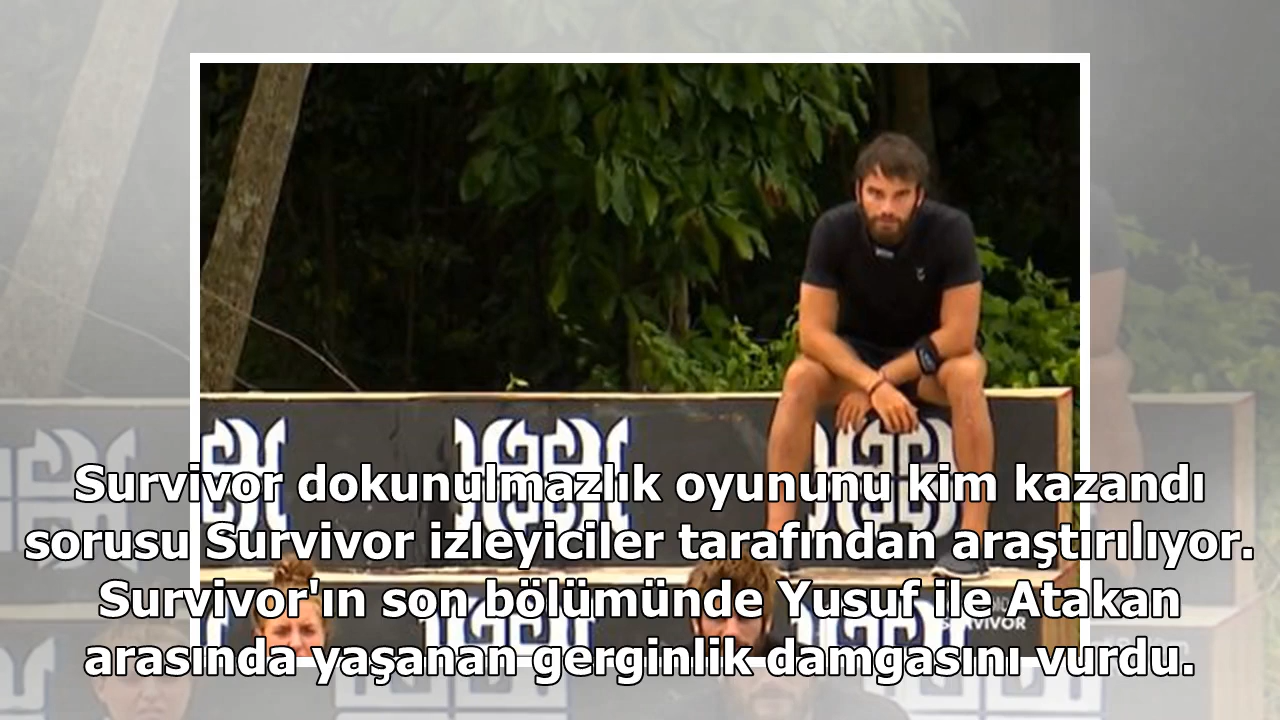 Survivor dokunulmazlık oyununu kim kazandı
sorusu Survivor izleyiciler tarafından araştırılıyor.
Survivor'ın son bölümünde Yusuf ile Atakan
SURVIVOR
arasında yaşanan gerginlik damgasını vurdu.